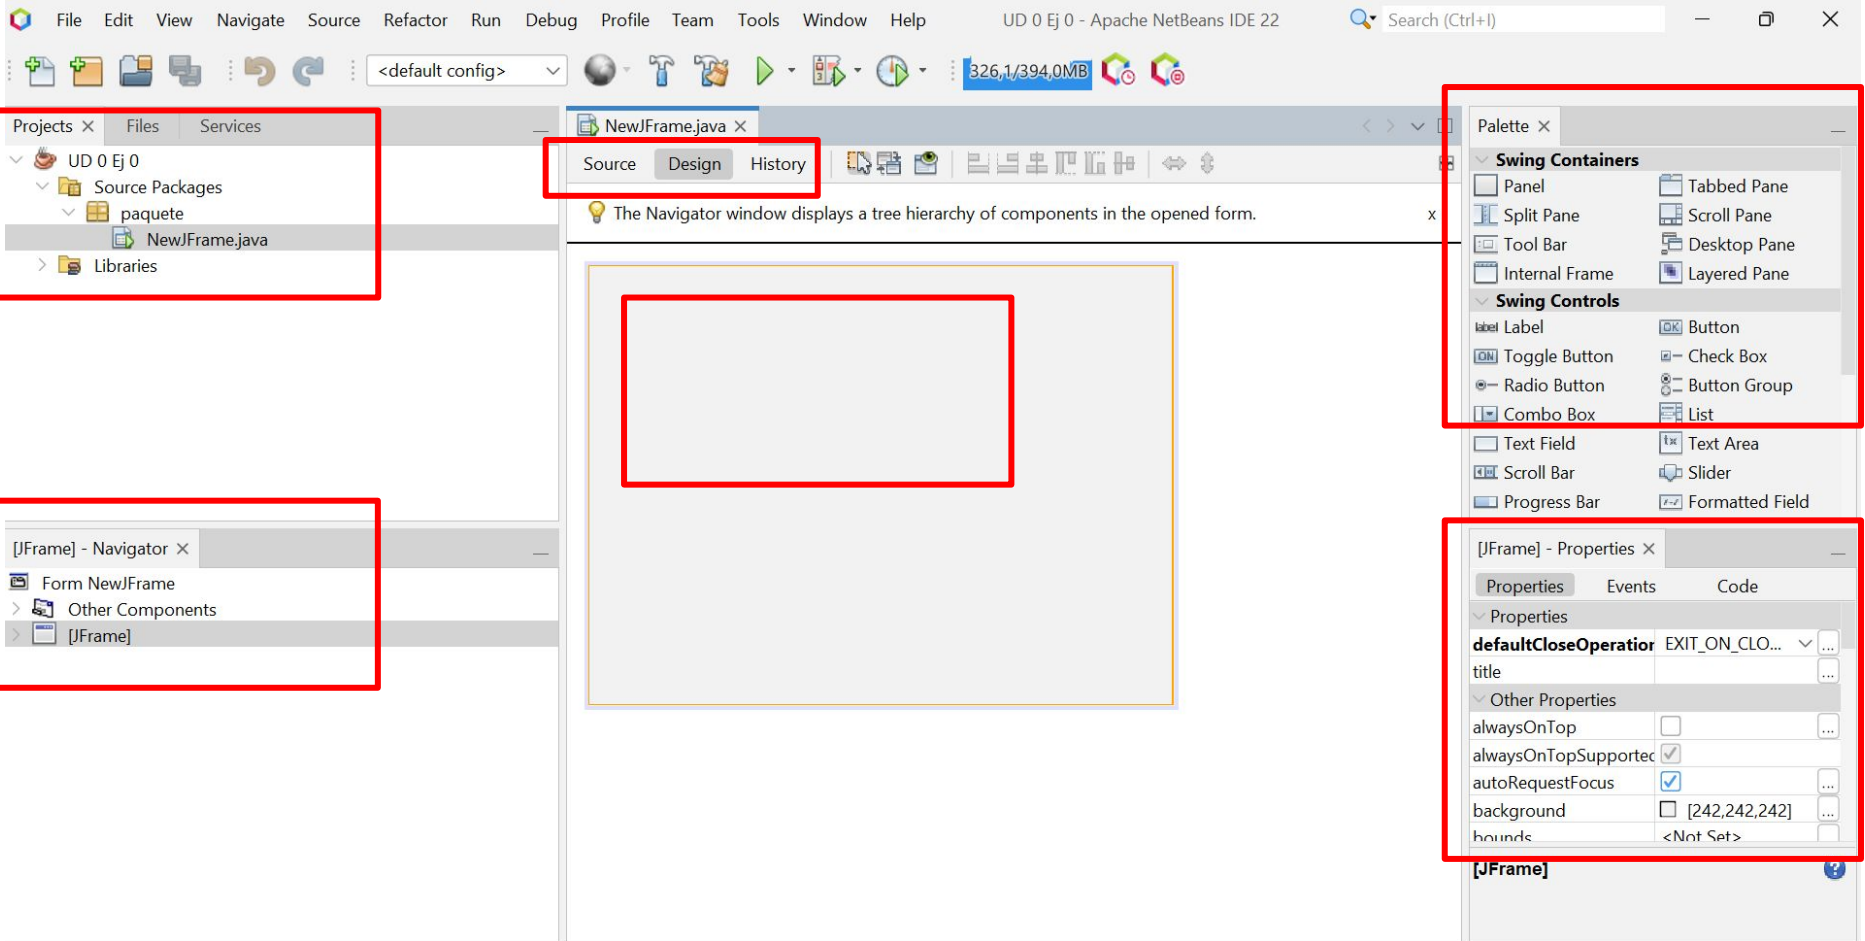 File Edit View Navigate Source Refactor Run Debug Profile Team Tools Window Help UD 0 Ej 0 - Apache NetBeans IDE 22 Search (Ctrl+I)
<default config> 326,1/394,0MB
Projects Files Services
UD 0 Ej 0
Source Packages
paquete
NewJFrame.java
Libraries
[JFrame] - Navigator
Form NewJFrame
Other Components
[JFrame]
NewJFrame.java
Source Design History
The Navigator window displays a tree hierarchy of components in the opened form. x
Palette
Swing Containers
Panel Tabbed Pane
Split Pane Scroll Pane
Tool Bar Desktop Pane
Internal Frame Layered Pane
Swing Controls
label Label OK Button
ON Toggle Button Check Box
Radio Button Button Group
Combo Box List
Text Field Text Area
Scroll Bar Slider
Progress Bar Formatted Field
[JFrame] - Properties
Properties Events Code
Properties
defaultCloseOperation EXIT_ON_CLO... ...
title ...
Other Properties
alwaysOnTop ...
alwaysOnTopSupported
autoRequestFocus ...
background [242,242,242] ...
bounds <Not Set>
[JFrame] ?